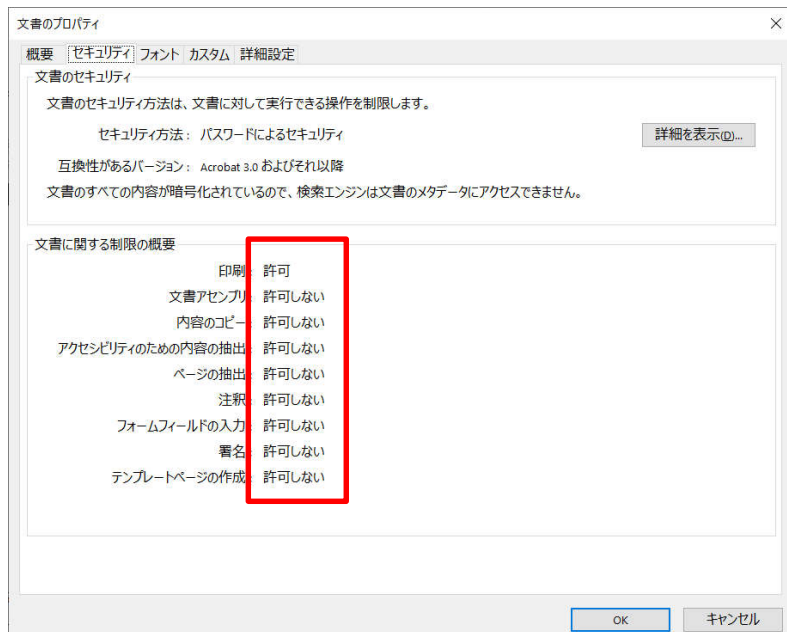 文書のプロパティ
概要 セキュリティ フォント カスタム 詳細設定
文書のセキュリティ
文書のセキュリティ方法は、文書に対して実行できる操作を制限します。
セキュリティ方法： パスワードによるセキュリティ 詳細を表示(D)...
互換性があるバージョン： Acrobat 3.0 およびそれ以降
文書のすべての内容が暗号化されているので、検索エンジンは文書のメタデータにアクセスできません。
文書に関する制限の概要
印刷： 許可
文書アセンブリ： 許可しない
内容のコピー： 許可しない
アクセシビリティのための内容の抽出： 許可しない
ページの抽出： 許可しない
注釈： 許可しない
フォームフィールドの入力： 許可しない
署名： 許可しない
テンプレートページの作成： 許可しない
OK キャンセル